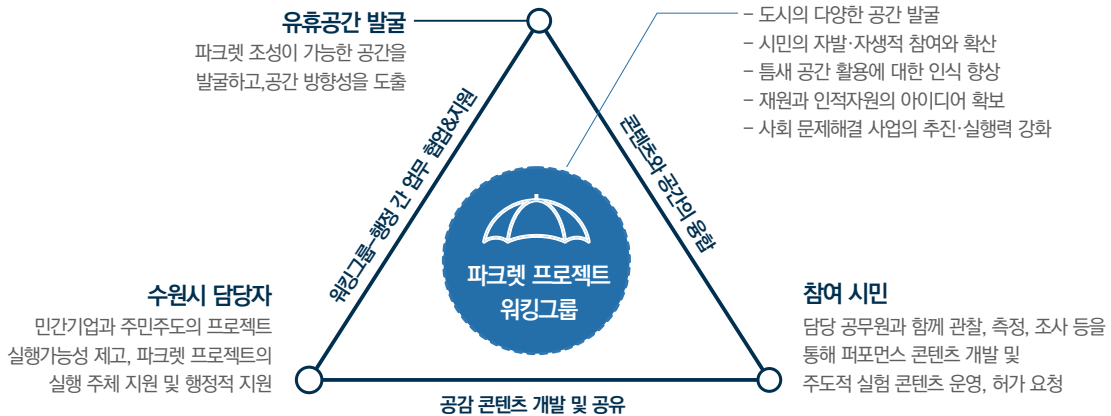 유휴공간 발굴
파크렛 조성이 가능한 공간을
발굴하고,공간 방향성을 도출
– 도시의 다양한 공간 발굴
– 시민의 자발·자생적 참여와 확산
– 틈새 공간 활용에 대한 인식 향상
– 재원과 인적자원의 아이디어 확보
– 사회 문제해결 사업의 추진·실행력 강화
워킹그룹–행정 간 업무 협업&지원
콘텐츠와 공간의 융합
파크렛 프로젝트
워킹그룹
수원시 담당자
민간기업과 주민주도의 프로젝트
실행가능성 제고, 파크렛 프로젝트의
실행 주체 지원 및 행정적 지원
참여 시민
담당 공무원과 함께 관찰, 측정, 조사 등을
통해 퍼포먼스 콘텐츠 개발 및
주도적 실험 콘텐츠 운영, 허가 요청
공감 콘텐츠 개발 및 공유